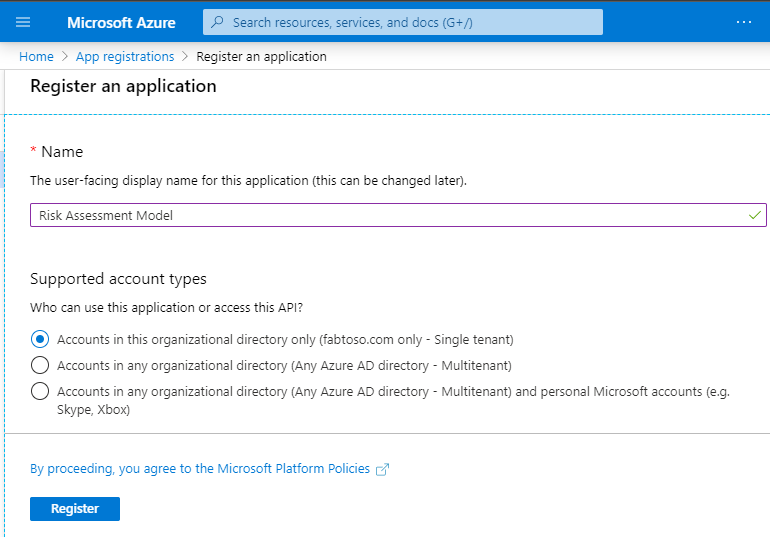 Microsoft Azure
Search resources, services, and docs (G+/)
Home > App registrations > Register an application
Register an application
* Name
The user-facing display name for this application (this can be changed later).
Risk Assessment Model
Supported account types
Who can use this application or access this API?
Accounts in this organizational directory only (fabtoso.com only - Single tenant)
Accounts in any organizational directory (Any Azure AD directory - Multitenant)
Accounts in any organizational directory (Any Azure AD directory - Multitenant) and personal Microsoft accounts (e.g.
Skype, Xbox)
By proceeding, you agree to the Microsoft Platform Policies
Register